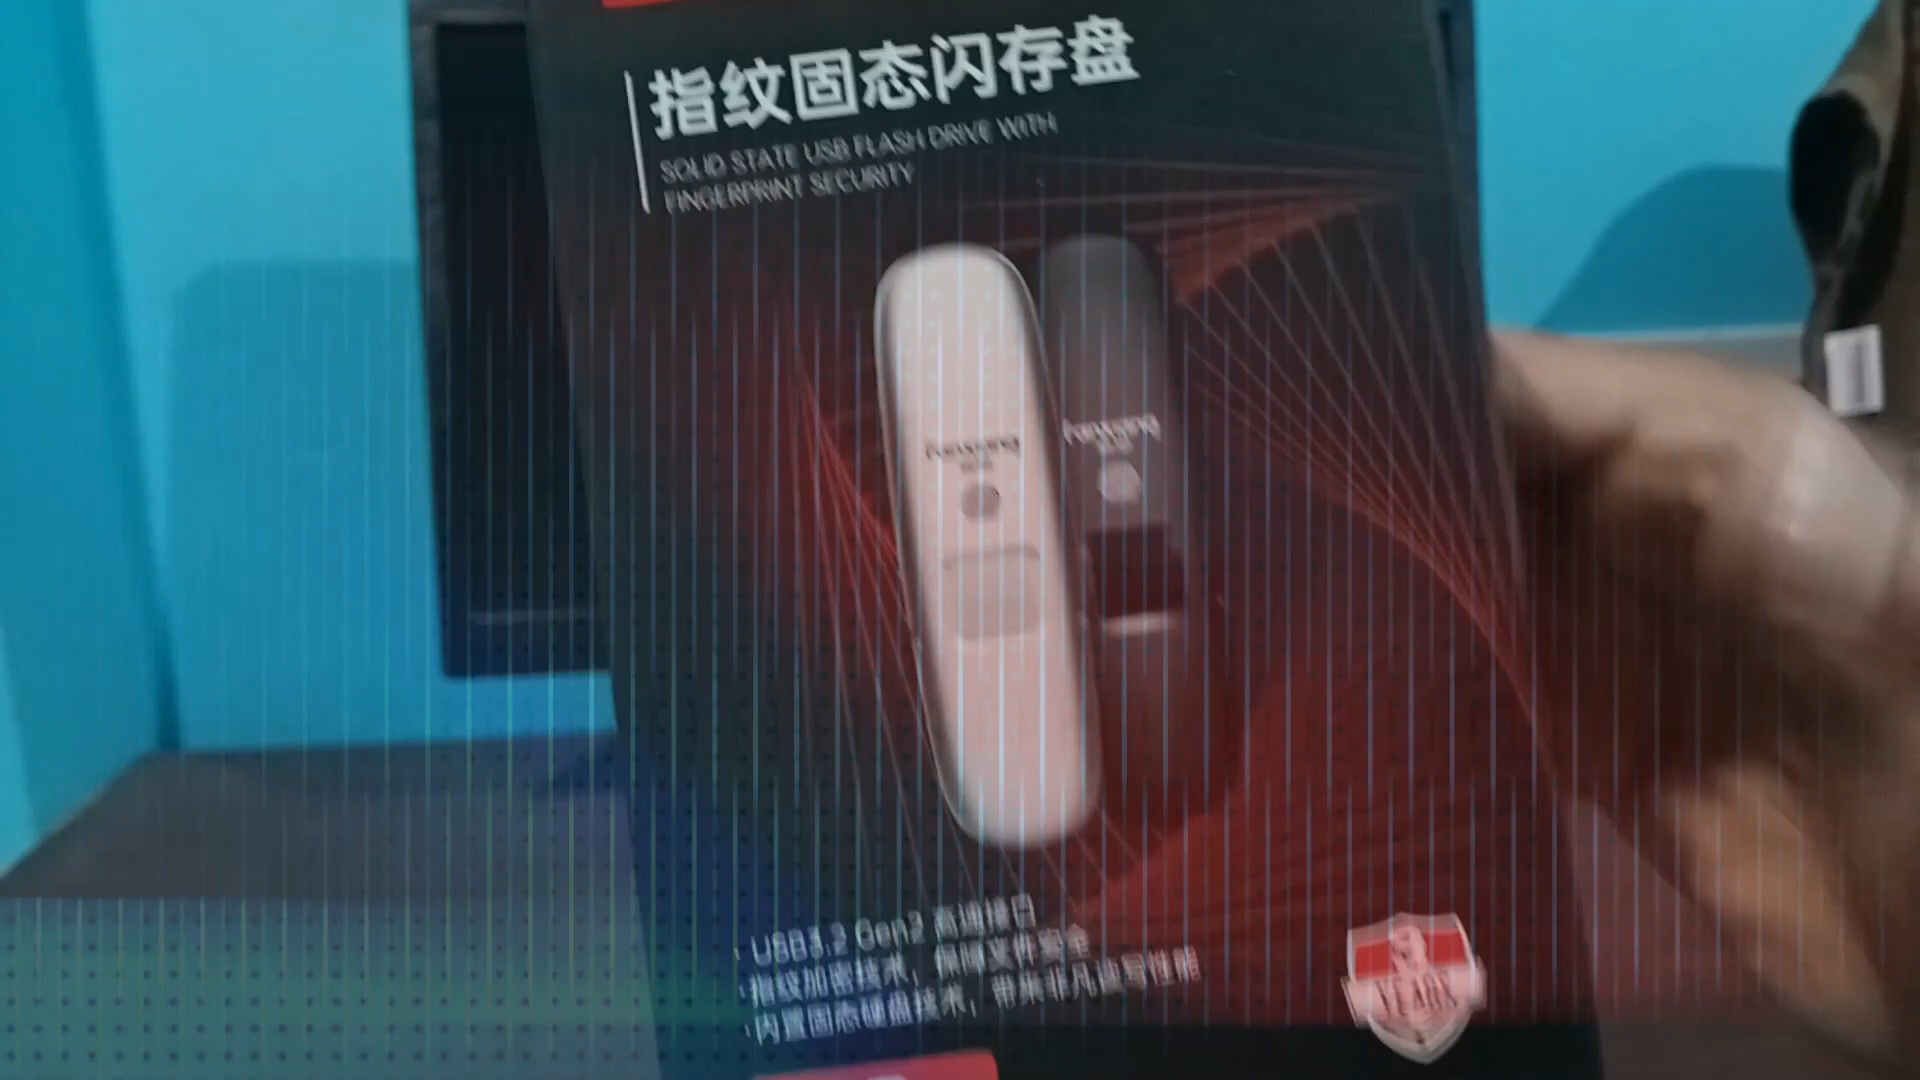 指纹固态闪存盘
SOLID STATE USB FLASH DRIVE WITH
FINGERPRINT SECURITY
· USB3.2 Gen2 高速接口
· 指纹加密技术，保障文件安全
· 内置固态硬盘技术，带来非凡读写性能
3
YEARS